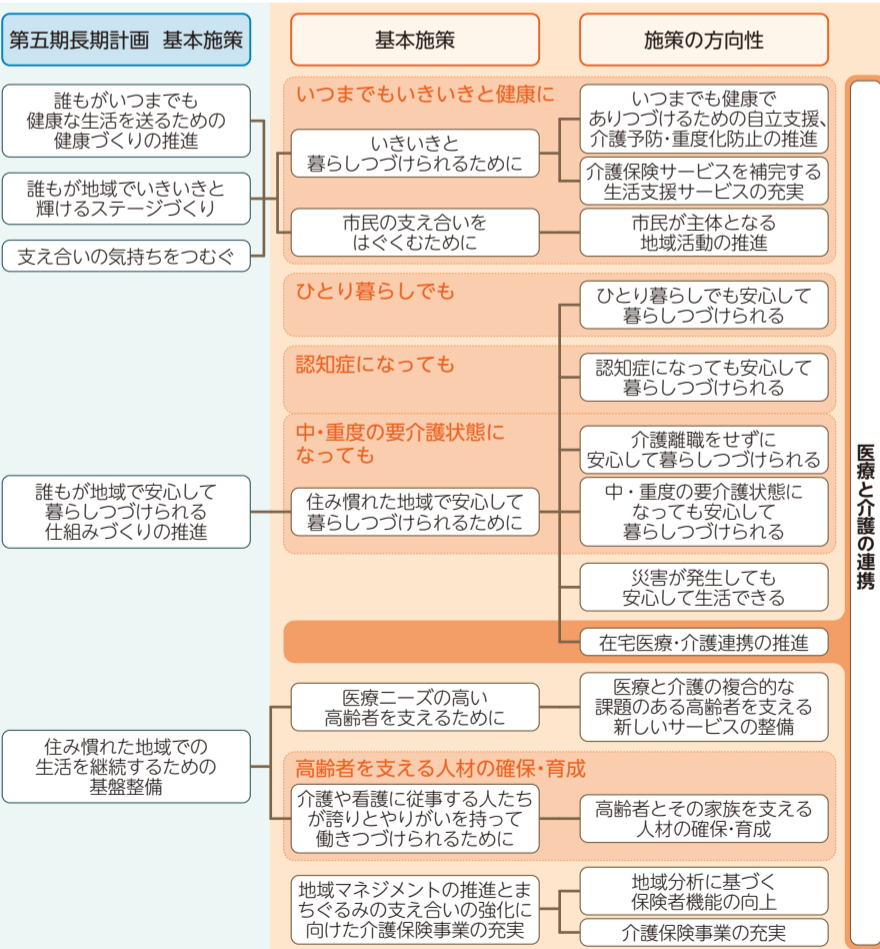 第五期長期計画 基本施策
基本施策
施策の方向性
誰もがいつまでも
健康な生活を送るための
健康づくりの推進
誰もが地域でいきいきと
輝けるステージづくり
支え合いの気持ちをつむぐ
いつまでもいきいきと健康に
いきいきと
暮らしつづけられるために
いつまでも健康で
ありつづけるための自立支援、
介護予防・重度化防止の推進
介護保険サービスを補完する
生活支援サービスの充実
市民の支え合いを
はぐくむために
市民が主体となる
地域活動の推進
ひとり暮らしでも
ひとり暮らしでも安心して
暮らしつづけられる
認知症になっても
認知症になっても安心して
暮らしつづけられる
中・重度の要介護状態に
なっても
誰もが地域で安心して
暮らしつづけられる
仕組みづくりの推進
住み慣れた地域で安心して
暮らしつづけられるために
介護離職をせずに
安心して暮らしつづけられる
中・重度の要介護状態に
なっても安心して
暮らしつづけられる
災害が発生しても
安心して生活できる
在宅医療・介護連携の推進
住み慣れた地域での
生活を継続するための
基盤整備
医療ニーズの高い
高齢者を支えるために
医療と介護の複合的な
課題のある高齢者を支える
新しいサービスの整備
高齢者を支える人材の確保・育成
介護や看護に従事する人たち
が誇りとやりがいを持って
働きつづけられるために
高齢者とその家族を支える
人材の確保・育成
地域マネジメントの推進とま
ちぐるみの支え合いの強化に
向けた介護保険事業の充実
地域分析に基づく
保険者機能の向上
介護保険事業の充実
医療と介護の連携